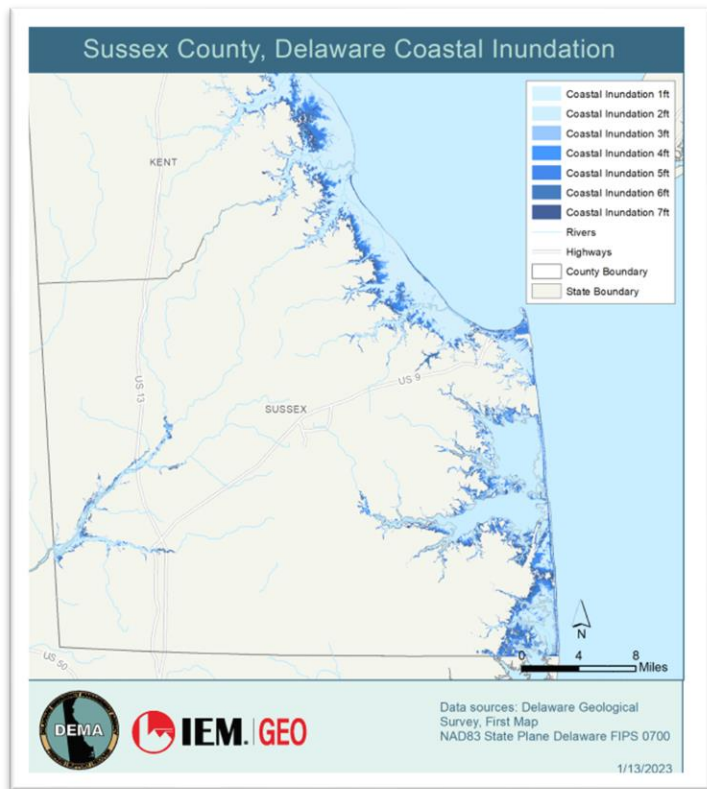 Sussex County, Delaware Coastal Inundation
Coastal Inundation 1ft
Coastal Inundation 2ft
Coastal Inundation 3ft
Coastal Inundation 4ft
Coastal Inundation 5ft
Coastal Inundation 6ft
Coastal Inundation 7ft
Rivers
Highways
County Boundary
State Boundary
KENT
US 13
US 9
SUSSEX
US 50
N
0 4 8
Miles
DEMA
IEM. GEO
Data sources: Delaware Geological
Survey, First Map
NAD83 State Plane Delaware FIPS 0700
1/13/2023